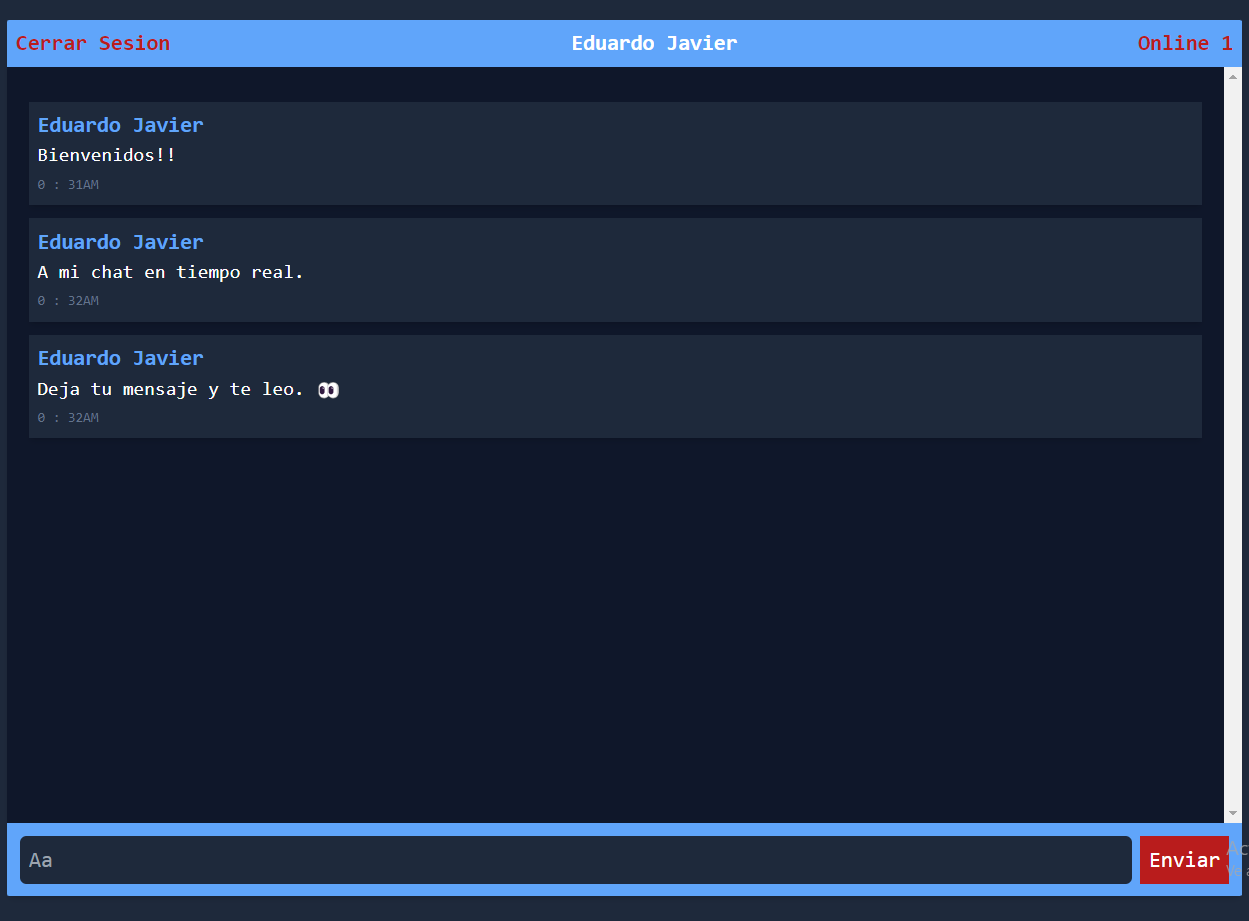 Cerrar Sesion Eduardo Javier Online 1
Eduardo Javier
Bienvenidos!!
0 : 31AM
Eduardo Javier
A mi chat en tiempo real.
0 : 32AM
Eduardo Javier
Deja tu mensaje y te leo. 👀
0 : 32AM
Aa
Enviar